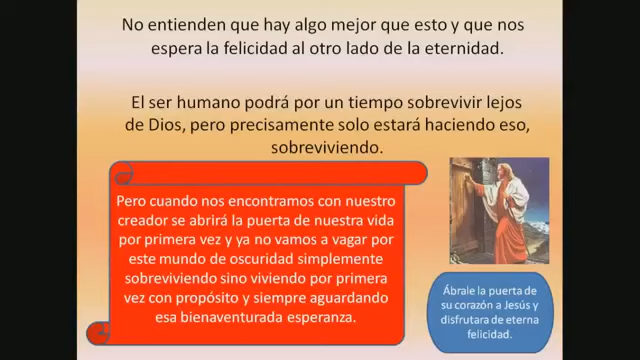 No entienden que hay algo mejor que esto y que nos
espera la felicidad al otro lado de la eternidad.
El ser humano podrá por un tiempo sobrevivir lejos
de Dios, pero precisamente solo estará haciendo eso,
sobreviviendo.
Pero cuando nos encontramos con nuestro
creador se abrirá la puerta de nuestra vida
por primera vez y ya no vamos a vagar por
este mundo de oscuridad simplemente
sobreviviendo sino viviendo por primera
vez con propósito y siempre aguardando
esa bienaventurada esperanza.
Ábrale la puerta de
su corazón a Jesús y
disfrutara de eterna
felicidad.